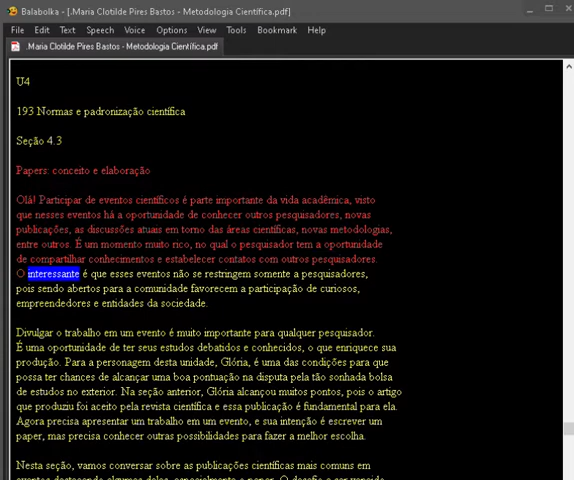 Balabolka - [.Maria Clotilde Pires Bastos - Metodologia Científica.pdf]
File Edit Text Speech Voice Options View Tools Bookmark Help
.Maria Clotilde Pires Bastos - Metodologia Científica.pdf
U4
193 Normas e padronização científica
Seção 4.3
Papers: conceito e elaboração
Olá! Participar de eventos científicos é parte importante da vida acadêmica, visto
que nesses eventos há a oportunidade de conhecer outros pesquisadores, novas
publicações, as discussões atuais em torno das áreas científicas, novas metodologias,
entre outros. É um momento muito rico, no qual o pesquisador tem a oportunidade
de compartilhar conhecimentos e estabelecer contatos com outros pesquisadores.
O interessante é que esses eventos não se restringem somente a pesquisadores,
pois sendo abertos para a comunidade favorecem a participação de curiosos,
empreendedores e entidades da sociedade.
Divulgar o trabalho em um evento é muito importante para qualquer pesquisador.
É uma oportunidade de ter seus estudos debatidos e conhecidos, o que enriquece sua
produção. Para a personagem desta unidade, Glória, é uma das condições para que
possa ter chances de alcançar uma boa pontuação na disputa pela tão sonhada bolsa
de estudos no exterior. Na seção anterior, Glória alcançou muitos pontos, pois o artigo
que produziu foi aceito pela revista científica e essa publicação é fundamental para ela.
Agora precisa apresentar um trabalho em um evento, e sua intenção é escrever um
paper, mas precisa conhecer outras possibilidades para fazer a melhor escolha.
Nesta seção, vamos conversar sobre as publicações científicas mais comuns em